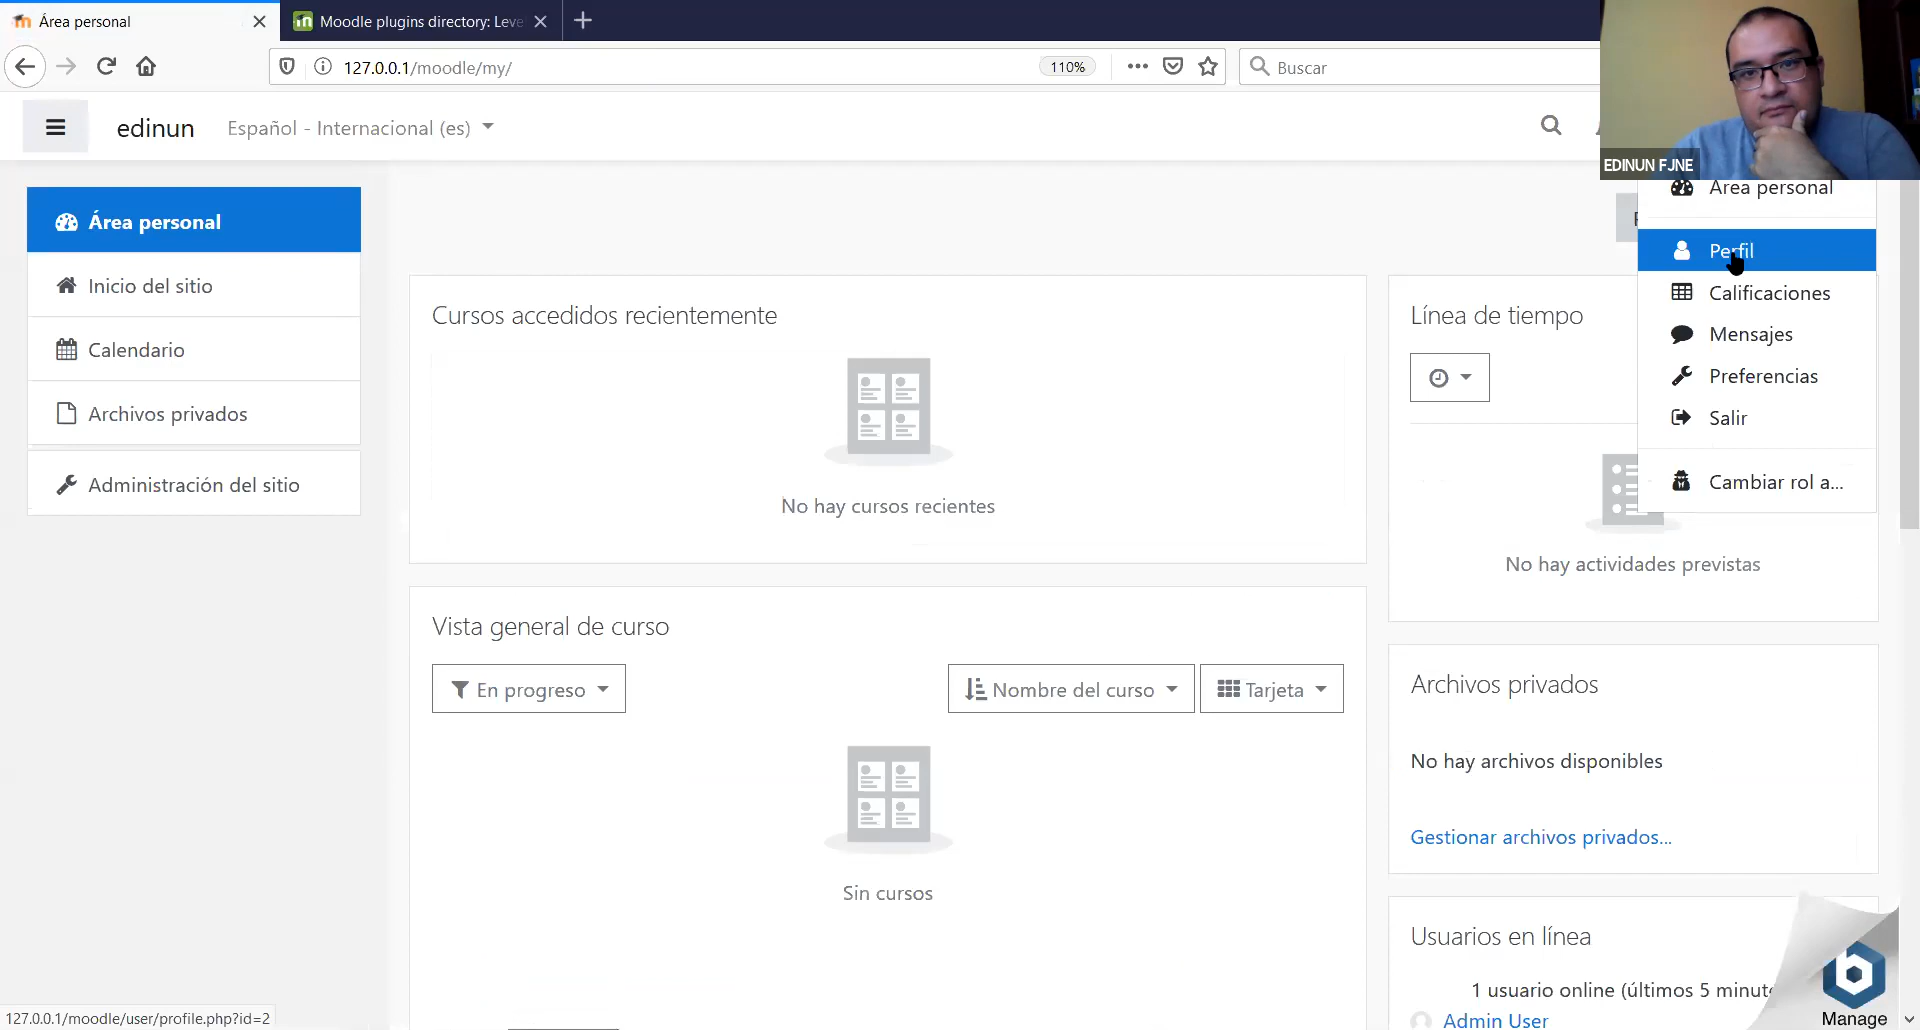 Área personal
Moodle plugins directory: Leve
127.0.0.1/moodle/my/
110%
Buscar
edinun
Español - Internacional (es)
EDINUN FJNE
Área personal
Inicio del sitio
Calendario
Archivos privados
Administración del sitio
Área personal
Perfil
Calificaciones
Mensajes
Preferencias
Salir
Cambiar rol a...
Cursos accedidos recientemente
No hay cursos recientes
Línea de tiempo
No hay actividades previstas
Vista general de curso
En progreso
Nombre del curso
Tarjeta
Sin cursos
Archivos privados
No hay archivos disponibles
Gestionar archivos privados...
Usuarios en línea
1 usuario online (últimos 5 minut
Admin User
Manage
127.0.0.1/moodle/user/profile.php?id=2